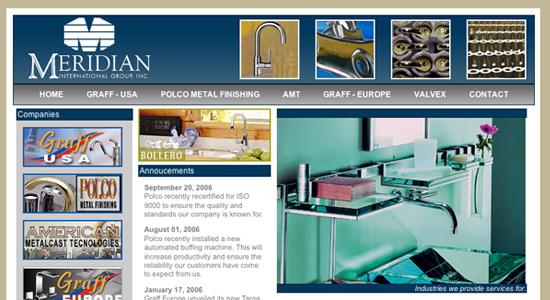 MERIDIAN
INTERNATIONAL GROUP, INC.
HOME GRAFF - USA POLCO METAL FINISHING AMT GRAFF - EUROPE VALVEX CONTACT
Companies
Graff
USA
POLCO
METAL FINISHING
AMERICAN
METALCAST TECNOLOGIES
Graff
EUROPE
BOLLERO
Annoucements
September 20, 2006
Polco recently recertified for ISO
9000 to ensure the quality and
standards our company is known for.
August 01, 2006
Polco recently installed a new
automated buffing machine. This will
increase productivity and ensure the
reliability our customers have come
to expect from us.
January 17, 2006
Graff Europe unveiled its new Targa
Industries we provide services for.